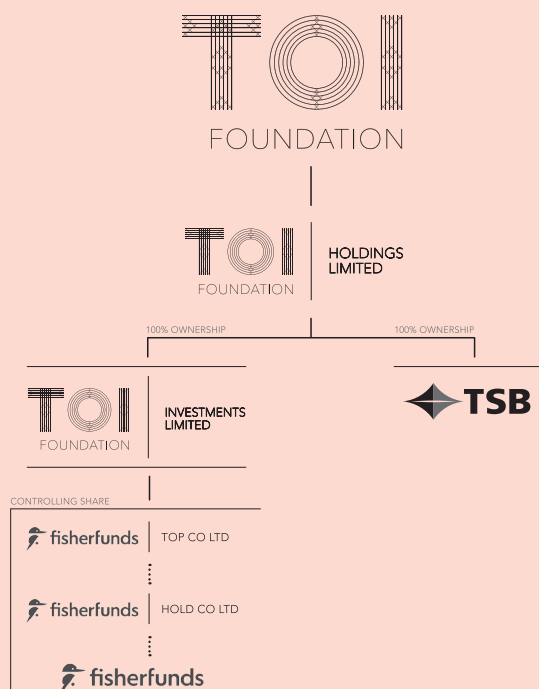 TOI
FOUNDATION
TOI
FOUNDATION
HOLDINGS
LIMITED
100% OWNERSHIP
100% OWNERSHIP
TOI
FOUNDATION
INVESTMENTS
LIMITED
TSB
CONTROLLING SHARE
fisherfunds
TOP CO LTD
fisherfunds
HOLD CO LTD
fisherfunds